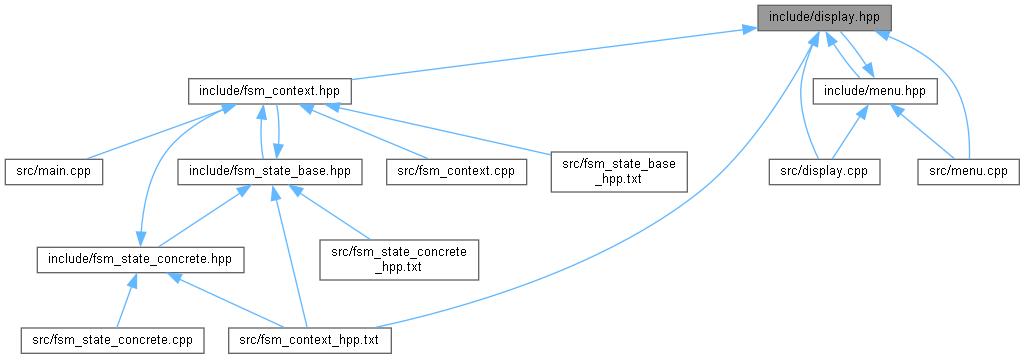 include/display.hpp
include/fsm_context.hpp
include/menu.hpp
src/main.cpp
include/fsm_state_base.hpp
src/fsm_context.cpp
src/fsm_state_base
_hpp.txt
src/display.cpp
src/menu.cpp
include/fsm_state_concrete.hpp
src/fsm_state_concrete
_hpp.txt
src/fsm_state_concrete.cpp
src/fsm_context_hpp.txt